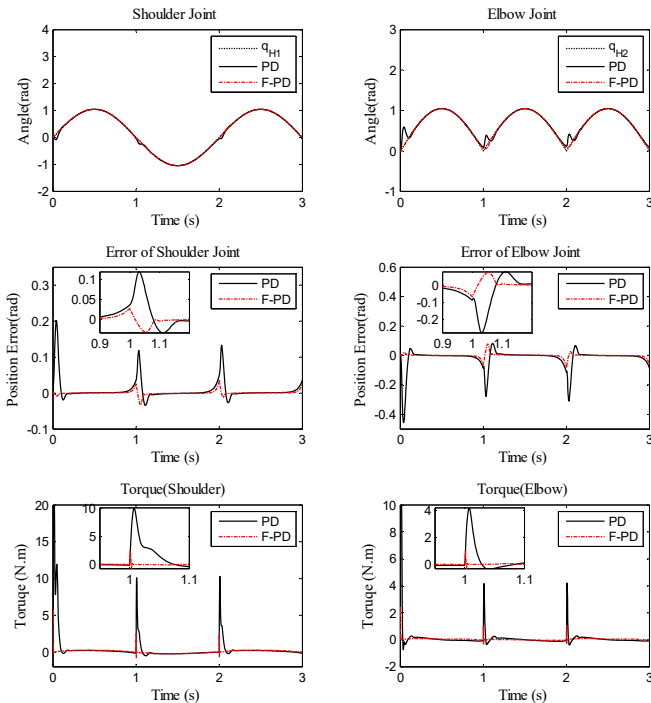 Shoulder Joint
4
3
2
1
0
-1
-2
Angle(rad)
q_H1
PD
F-PD
0 1 2 3
Time (s)
Elbow Joint
4
3
2
1
0
1
Angle(rad)
q_H2
PD
F-PD
0 1 2 3
Time (s)
Error of Shoulder Joint
0.3
0.2
0.1
0
-0.1
Position Error(rad)
0.1
0.05
0
0.9 1 1.1
PD
F-PD
0 1 2 3
Time (s)
Error of Elbow Joint
0.6
0.4
0.2
0
-0.2
-0.4
Position Error(rad)
0
-0.1
-0.2
0.9 1 1.1
PD
F-PD
0 1 2 3
Time (s)
Torque(Shoulder)
20
15
10
5
0
Toruqe (N.m)
10
5
0
1 1.1
PD
F-PD
0 1 2 3
Time (s)
Torque(Elbow)
10
8
6
4
2
0
-2
Toruqe (N.m)
4
2
0
1 1.1
PD
F-PD
0 1 2 3
Time (s)